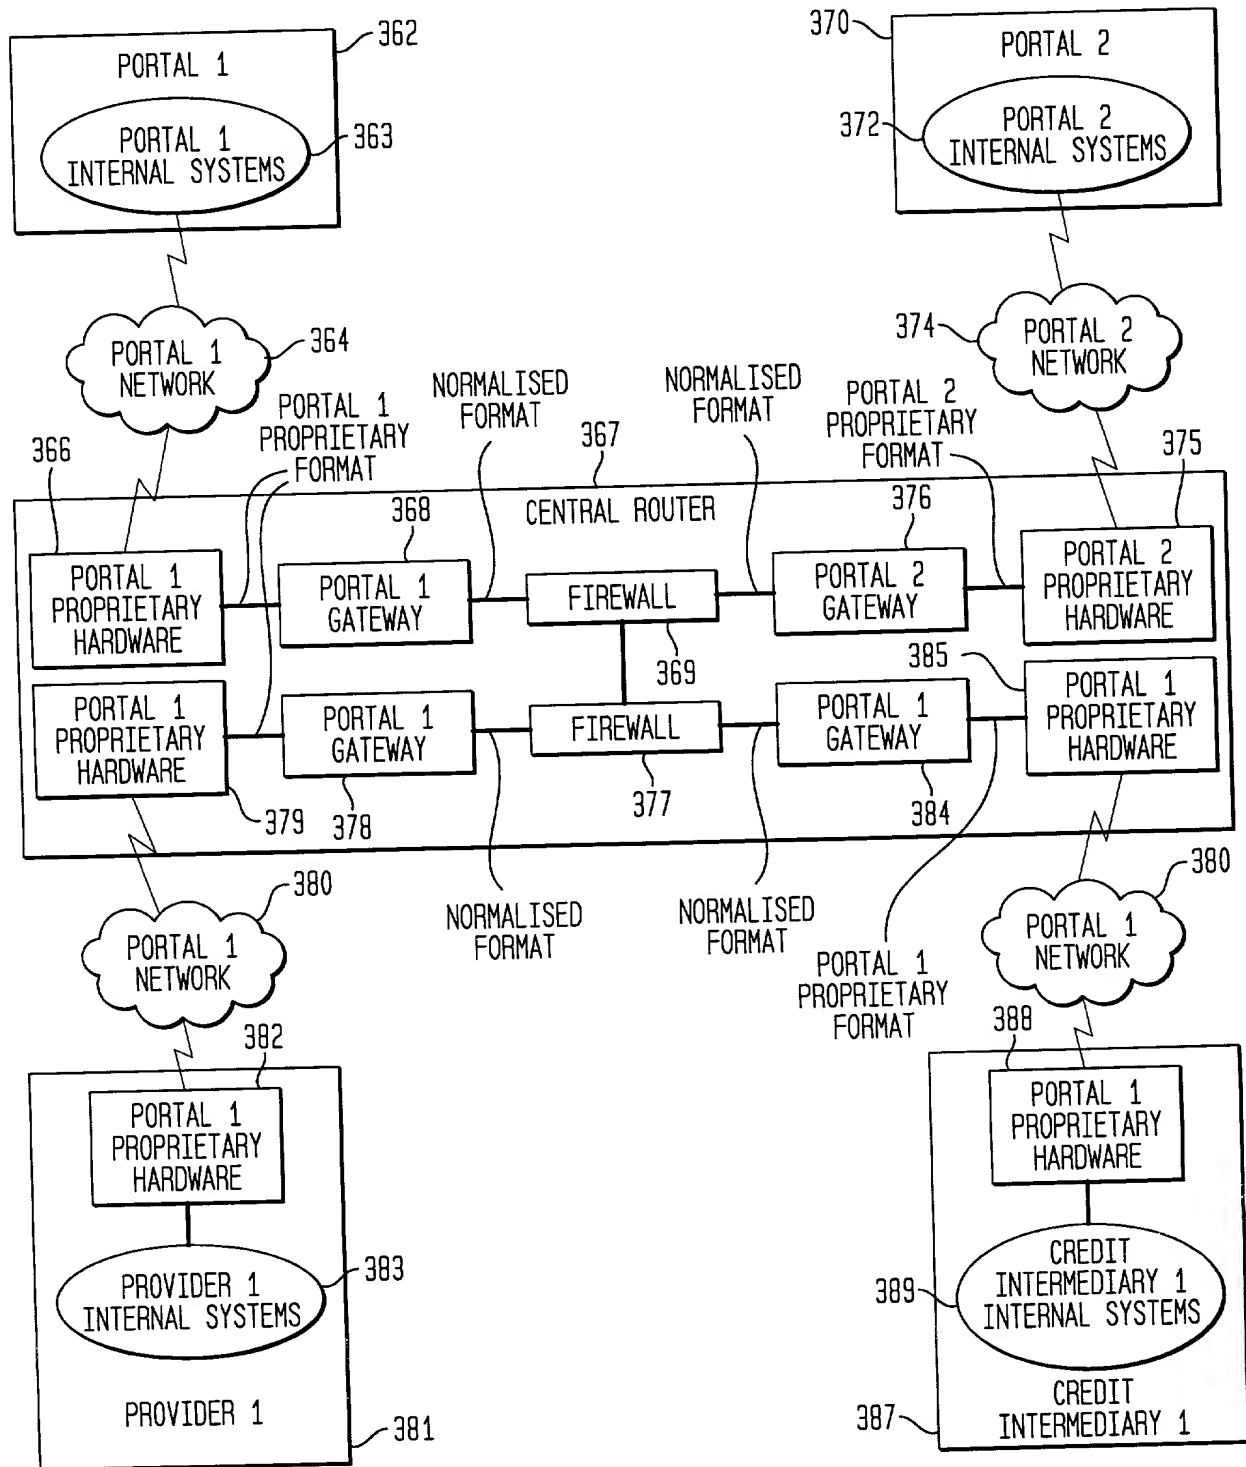 362
PORTAL 1
PORTAL 1
INTERNAL SYSTEMS
363
370
PORTAL 2
372
PORTAL 2
INTERNAL SYSTEMS
PORTAL 1
NETWORK
364
374
PORTAL 2
NETWORK
366
PORTAL 1
PROPRIETARY
FORMAT
NORMALISED
FORMAT
367
NORMALISED
FORMAT
PORTAL 2
PROPRIETARY
FORMAT
375
CENTRAL ROUTER
368
376
PORTAL 1
PROPRIETARY
HARDWARE
PORTAL 1
GATEWAY
FIREWALL
369
PORTAL 2
GATEWAY
PORTAL 2
PROPRIETARY
HARDWARE
385
PORTAL 1
PROPRIETARY
HARDWARE
379
PORTAL 1
GATEWAY
378
FIREWALL
377
PORTAL 1
GATEWAY
384
PORTAL 1
PROPRIETARY
HARDWARE
380
PORTAL 1
NETWORK
NORMALISED
FORMAT
NORMALISED
FORMAT
PORTAL 1
PROPRIETARY
FORMAT
380
PORTAL 1
NETWORK
382
PORTAL 1
PROPRIETARY
HARDWARE
PROVIDER 1
INTERNAL SYSTEMS
383
PROVIDER 1
381
388
PORTAL 1
PROPRIETARY
HARDWARE
389
CREDIT
INTERMEDIARY 1
INTERNAL SYSTEMS
387
CREDIT
INTERMEDIARY 1